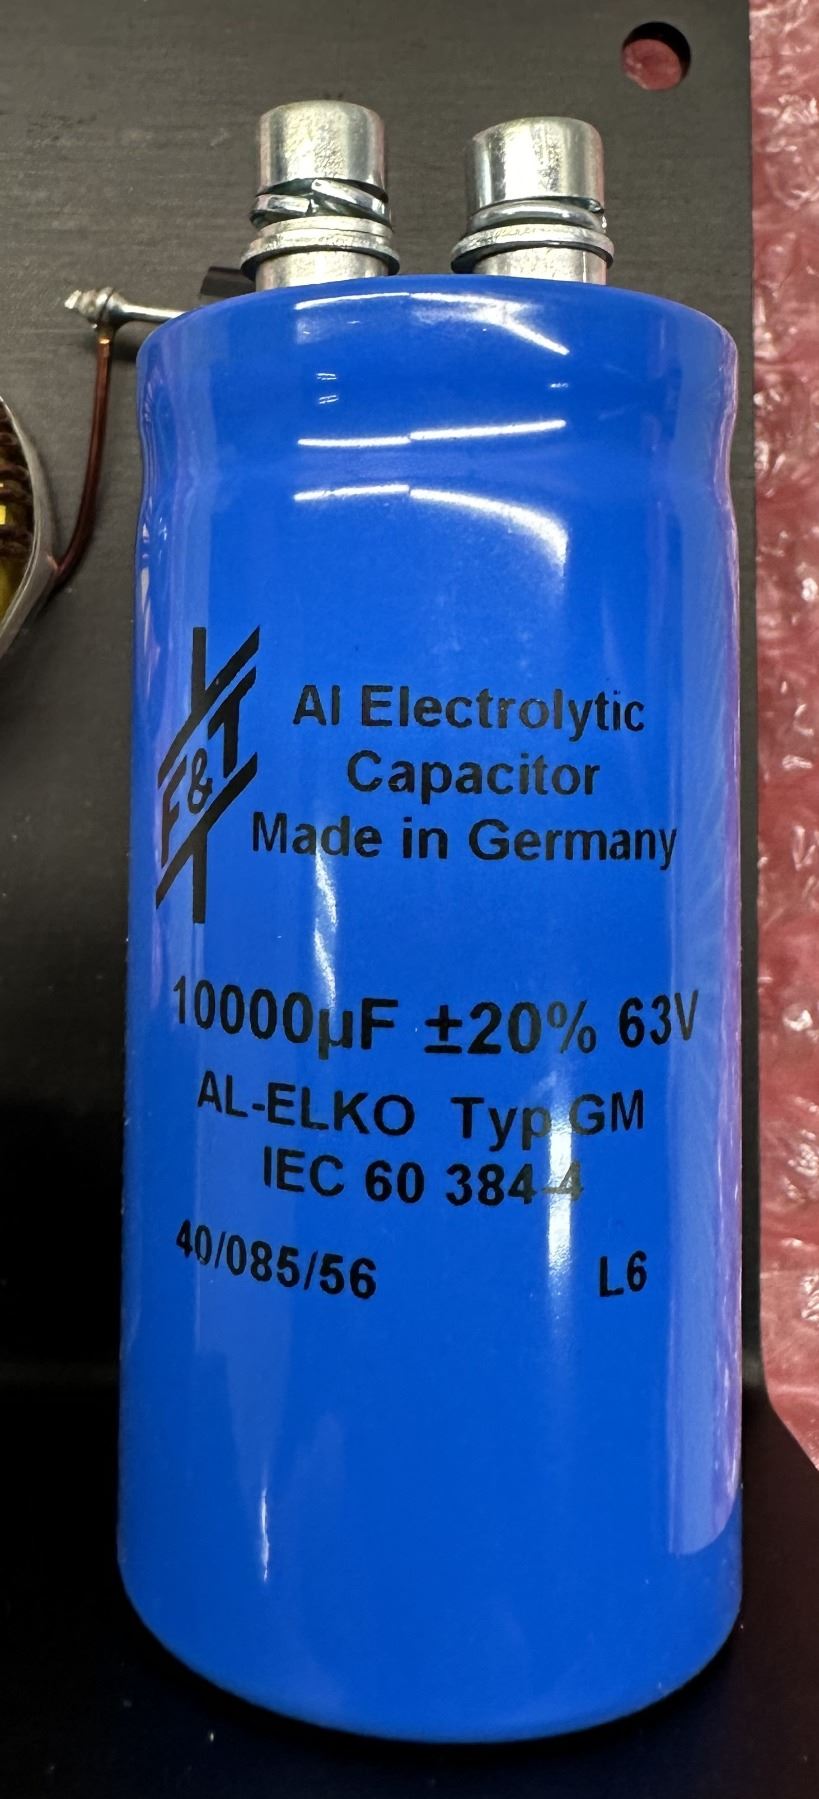 F&T
Al Electrolytic
Capacitor
Made in Germany
10000µF ±20% 63V
AL-ELKO Typ GM
IEC 60 384-4
40/085/56 L6